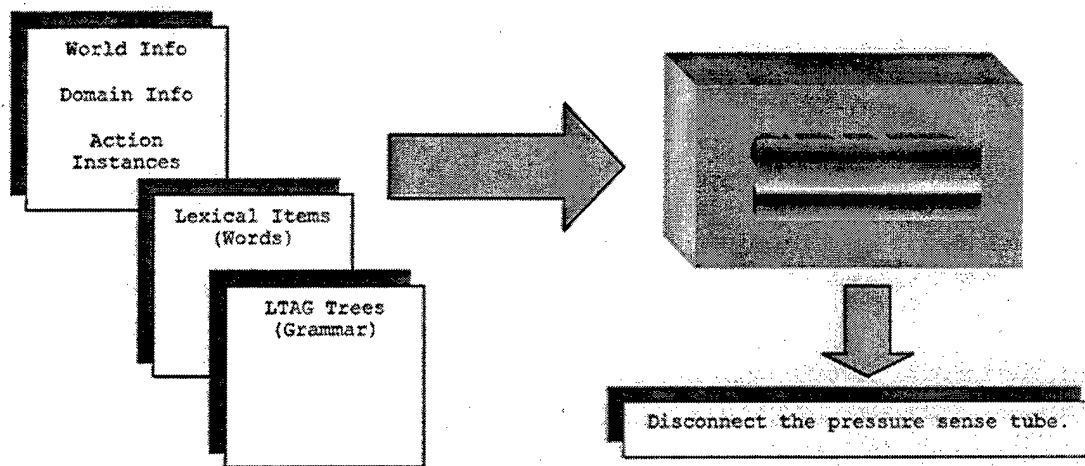 World Info
Domain Info
Action
Instances
Lexical Items
(Words)
LTAG Trees
(Grammar)
Disconnect the pressure sense tube.